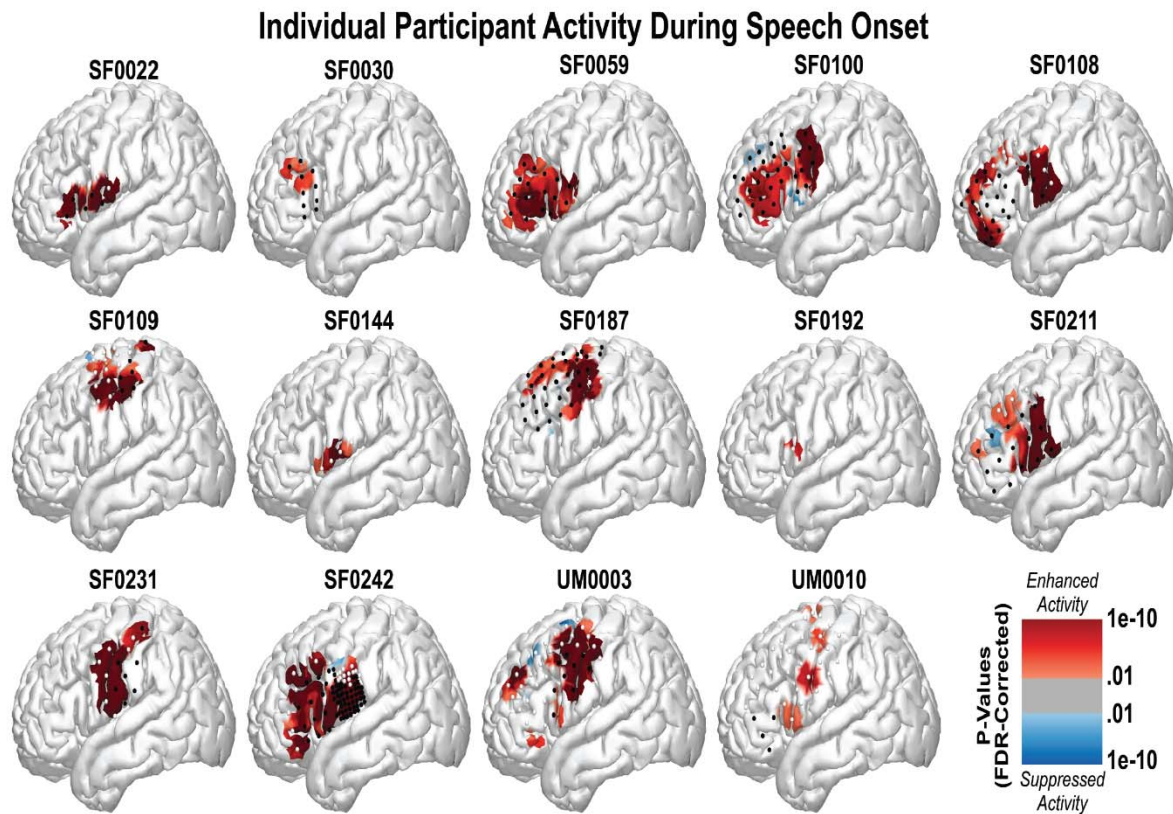 Individual Participant Activity During Speech Onset
SF0022
SF0030
SF0059
SF0100
SF0108
SF0109
SF0144
SF0187
SF0192
SF0211
SF0231
SF0242
UM0003
UM0010
P-Values
(FDR-Corrected)
Enhanced
Activity
1e-10
.01
.01
1e-10
Suppressed
Activity